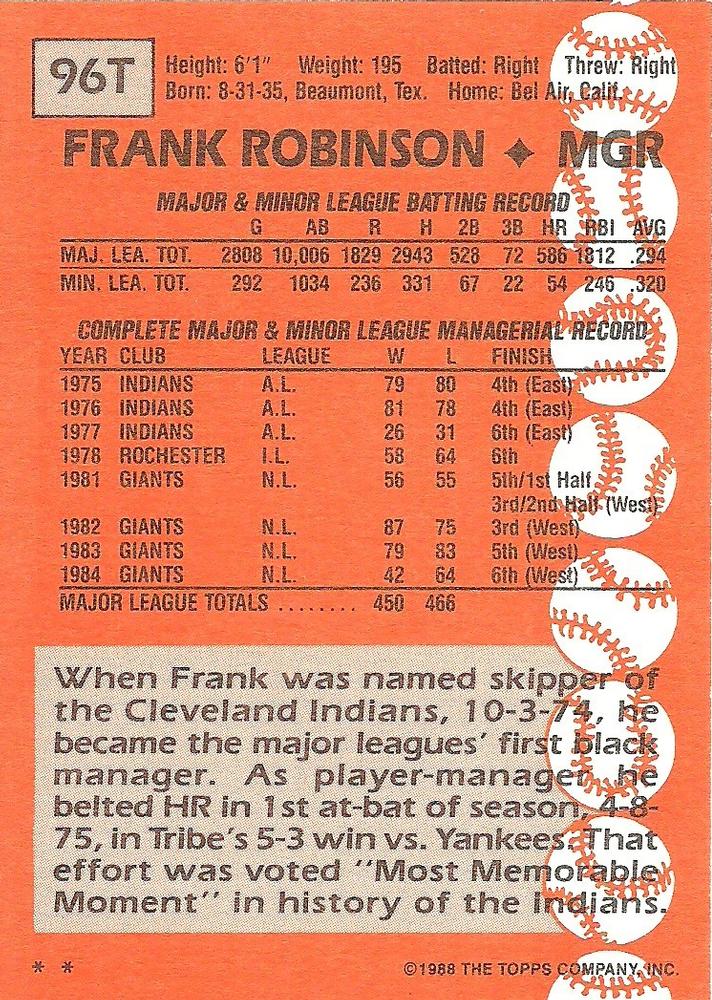 96T
Height: 6'1" Weight: 195 Batted: Right Threw: Right
Born: 8-31-35, Beaumont, Tex. Home: Bel Air, Calif.
FRANK ROBINSON ✦ MGR
MAJOR & MINOR LEAGUE BATTING RECORD
G AB R H 2B 3B HR RBI AVG
MAJ. LEA. TOT. 2808 10,006 1829 2943 528 72 586 1812 .294
MIN. LEA. TOT. 292 1034 236 331 67 22 54 246 .320
COMPLETE MAJOR & MINOR LEAGUE MANAGERIAL RECORD
YEAR CLUB LEAGUE W L FINISH
1975 INDIANS A.L. 79 80 4th (East)
1976 INDIANS A.L. 81 78 4th (East)
1977 INDIANS A.L. 26 31 6th (East)
1978 ROCHESTER I.L. 58 64 6th
1981 GIANTS N.L. 56 55 5th/1st Half
3rd/2nd Half (West)
1982 GIANTS N.L. 87 75 3rd (West)
1983 GIANTS N.L. 79 83 5th (West)
1984 GIANTS N.L. 42 64 6th (West)
MAJOR LEAGUE TOTALS ........ 450 466
When Frank was named skipper of
the Cleveland Indians, 10-3-74, he
became the major leagues' first black
manager. As player-manager, he
belted HR in 1st at-bat of season, 4-8-
75, in Tribe's 5-3 win vs. Yankees. That
effort was voted "Most Memorable
Moment" in history of the Indians.
* * ©1988 THE TOPPS COMPANY, INC.